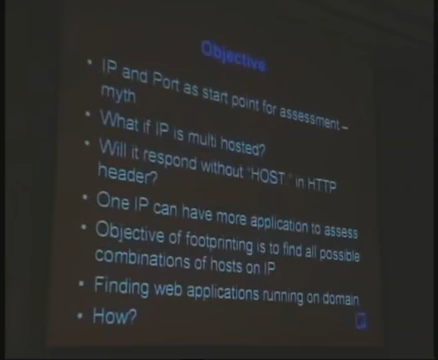 Objective
• IP and Port as start point for assessment –
myth
• What if IP is multi hosted?
• Will it respond without "HOST:" in HTTP
header?
• One IP can have more application to assess
• Objective of footprinting is to find all possible
combinations of hosts on IP
• Finding web applications running on domain
• How?